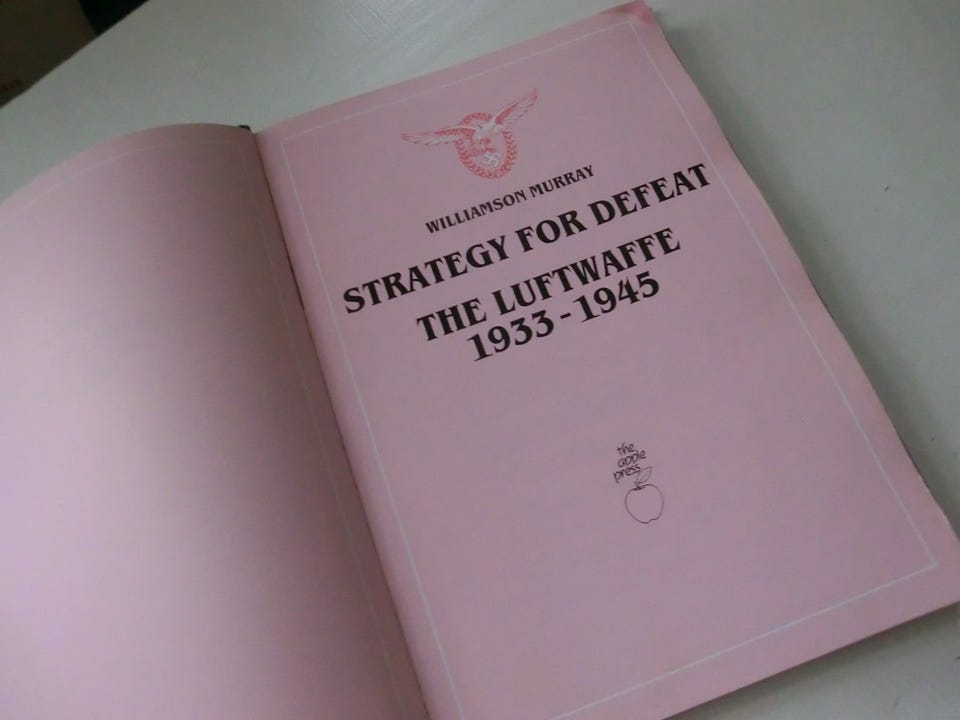 WILLIAMSON MURRAY
STRATEGY FOR DEFEAT
THE LUFTWAFFE
1933-1945
the
apple
press